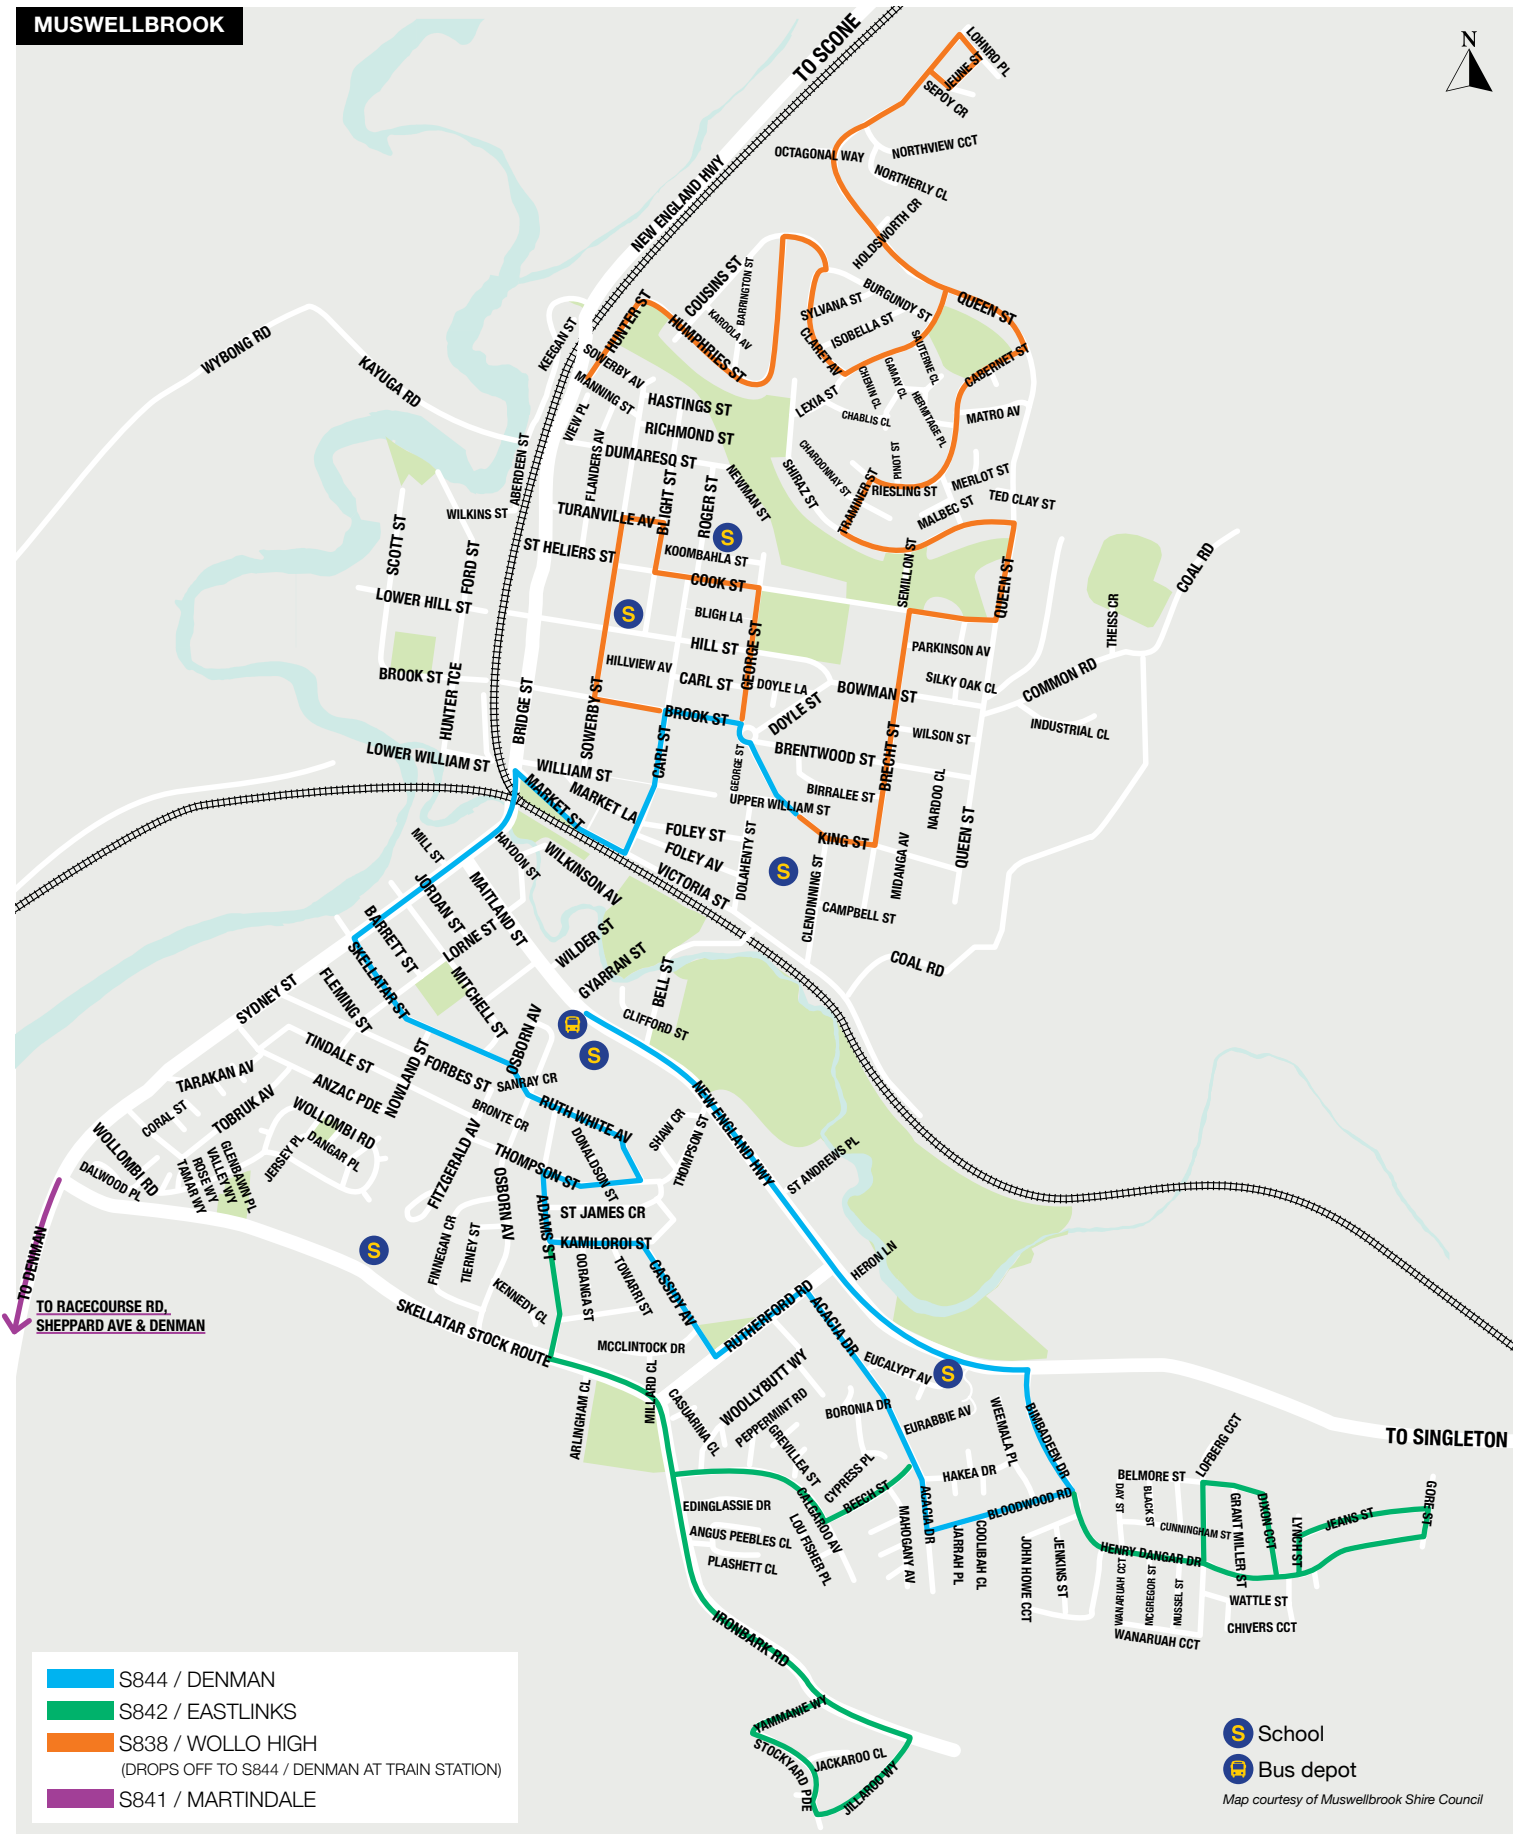 MUSWELLBROOK
N
TO SCONE
LOHNRO PL
JEUNE ST
SEPOY CR
OCTAGONAL WAY
NORTHVIEW CCT
NORTHERLY CL
NEW ENGLAND HWY
HOLDSWORTH CR
COUSINS ST
BARRINGTON ST
KAROOLA AV
HUNTER ST
HUMPHRIES ST
SYLVANA ST
BURGUNDY ST
ISOBELLA ST
CLARET AV
QUEEN ST
SAUTERNE CL
GAMAY CL
CHENIN CL
HERMITAGE PL
CABERNET ST
WYBONG RD
KAYUGA RD
KEEGAN ST
SOWERBY AV
MANNING ST
VIEW PL
HASTINGS ST
RICHMOND ST
DUMARESQ ST
FLANDERS AV
LEXIA ST
CHABLIS CL
MATRO AV
CHARDONNAY ST
PINOT ST
SHIRAZ ST
TRAMINER ST
RIESLING ST
MERLOT ST
MALBEC ST
TED CLAY ST
ABERDEEN ST
NEWMAN ST
BLIGHT ST
ROGER ST
TURANVILLE AV
WILKINS ST
SCOTT ST
FORD ST
ST HELIERS ST
KOOMBAHLA ST
COOK ST
SEMILLON ST
QUEEN ST
COAL RD
THEISS CR
LOWER HILL ST
BLIGH LA
HILL ST
GEORGE ST
PARKINSON AV
SILKY OAK CL
COMMON RD
INDUSTRIAL CL
BROOK ST
HUNTER TCE
HILLVIEW AV
CARL ST
DOYLE LA
BOWMAN ST
DOYLE ST
BROOK ST
BRIDGE ST
SOWERBY ST
CARL ST
GEORGE ST
BRENTWOOD ST
BRECHT ST
WILSON ST
LOWER WILLIAM ST
WILLIAM ST
MARKET ST
MARKET LA
BIRRALEE ST
UPPER WILLIAM ST
NARDOO CL
QUEEN ST
KING ST
FOLEY ST
FOLEY AV
VICTORIA ST
DOLAHENTY ST
CLENDINNING ST
MIDANGA AV
CAMPBELL ST
COAL RD
MILL ST
HAYDON ST
WILKINSON AV
JORDAN ST
MAITLAND ST
BARRETT ST
LORNE ST
WILDER ST
GYARRAN ST
BELL ST
CLIFFORD ST
SKELLATAR ST
MITCHELL ST
SYDNEY ST
FLEMING ST
OSBORN AV
TINDALE ST
FORBES ST
SANRAY CR
NOWLAND ST
TARAKAN AV
ANZAC PDE
CORAL ST
TOBRUK AV
WOLLOMBI RD
BRONTE CR
RUTH WHITE AV
SHAW CR
THOMPSON ST
NEW ENGLAND HWY
ST ANDREWS PL
WOLLOMBI RD
DALWOOD PL
GLENBAWN PL
VALLEY WY
ROSE WY
TAMAR WY
JERSEY PL
DANGAR PL
FITZGERALD AV
THOMPSON ST
DONALDSON ST
OSBORN AV
ADAMS ST
ST JAMES CR
KAMILOROI ST
FINNEGAN CR
TIERNEY ST
KENNEDY CL
OORANGA ST
TOWARRI ST
CASSIDY AV
HERON LN
TO DENMAN
TO RACECOURSE RD,
SHEPPARD AVE & DENMAN
SKELLATAR STOCK ROUTE
MCCLINTOCK DR
RUTHERFORD RD
ACACIA DR
EUCALYPT AV
ARLINGHAM CL
MILLARD CL
CASUARINA CL
WOOLLYBUTT WY
PEPPERMINT RD
GREVILLEA ST
BORONIA DR
EURABBIE AV
WEEMALA PL
BIMBADEEN DR
TO SINGLETON
CYPRESS PL
HAKEA DR
BEECH ST
CALGAROO AV
LOU FISHER PL
MAHOGANY AV
ACACIA DR
JARRAH PL
COOLIBAH CL
BLOODWOOD RD
JOHN HOWE CCT
JENKINS ST
EDINGLASSIE DR
ANGUS PEEBLES CL
PLASHETT CL
BELMORE ST
LOFBERG CCT
DAY ST
BLACK ST
CUNNINGHAM ST
GRANT MILLER ST
DIXON CCT
LYNCH ST
JEANS ST
GORE ST
HENRY DANGAR DR
WANARUAH CCT
MCGREGOR ST
MUSSEL ST
WATTLE ST
CHIVERS CCT
WANARUAH CCT
IRONBARK RD
YAMMANIE WY
STOCKYARD PDE
JACKAROO CL
JILLAROO WY
S
S
S
S
S
S
S844 / DENMAN
S842 / EASTLINKS
S838 / WOLLO HIGH
(DROPS OFF TO S844 / DENMAN AT TRAIN STATION)
S841 / MARTINDALE
S School
Bus depot
Map courtesy of Muswellbrook Shire Council